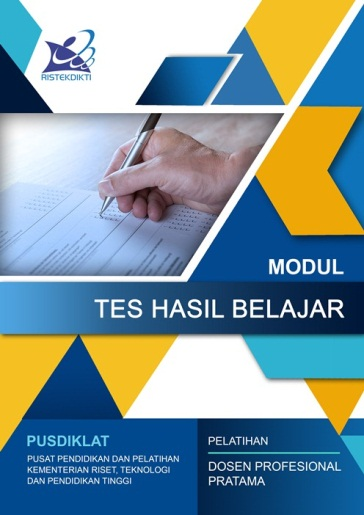 RISTEKDIKTI
MODUL
TES HASIL BELAJAR
PUSDIKLAT
PUSAT PENDIDIKAN DAN PELATIHAN
KEMENTERIAN RISET, TEKNOLOGI
DAN PENDIDIKAN TINGGI
PELATIHAN
DOSEN PROFESIONAL
PRATAMA